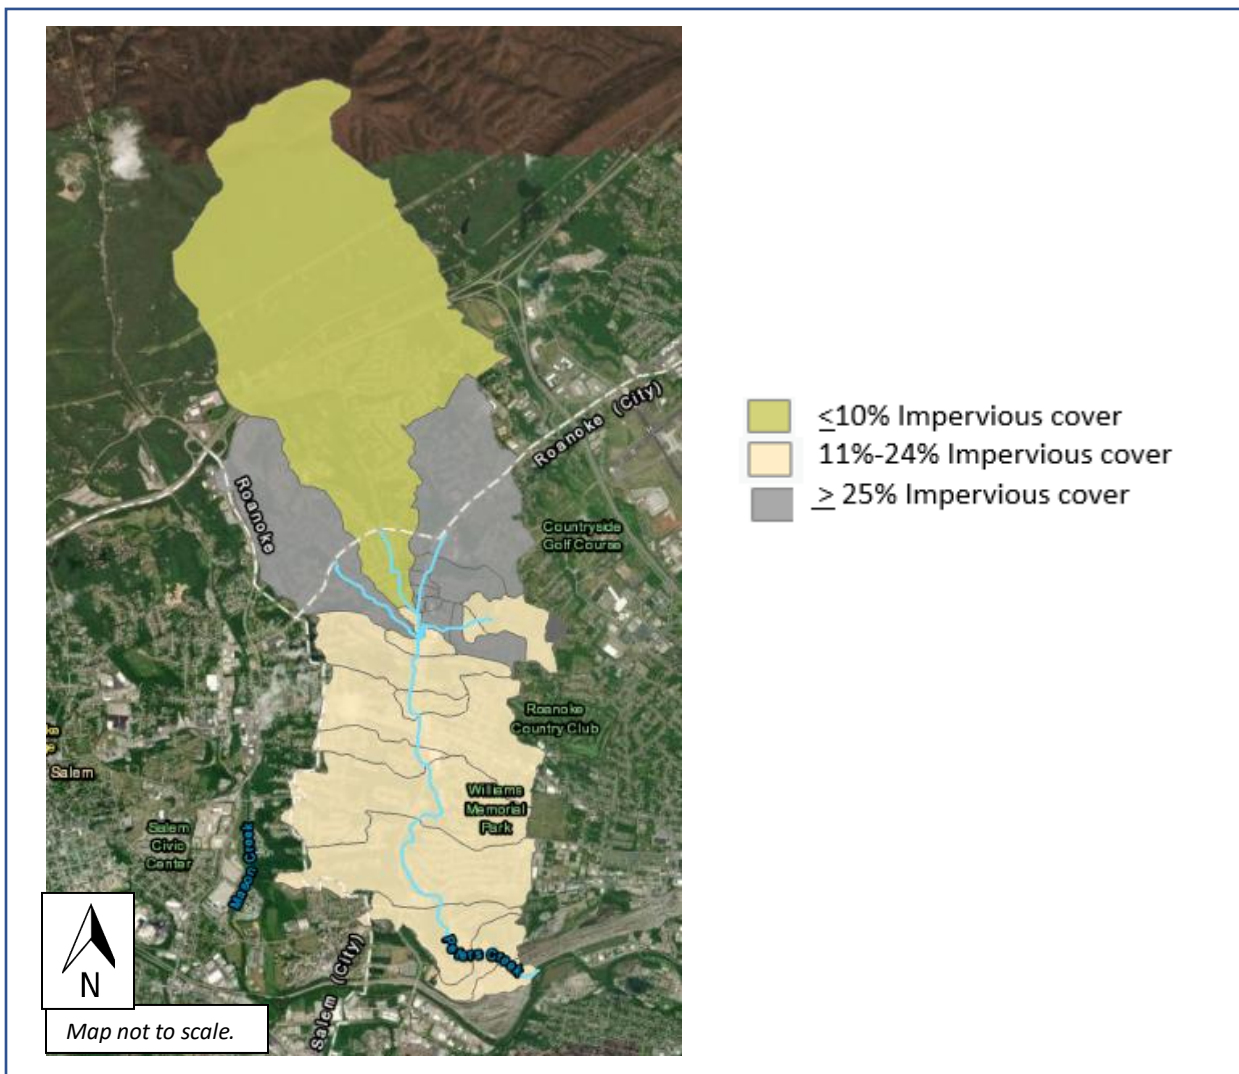 Roanoke (City)
Roanoke
Countryside
Golf Course
Roanoke
Country Club
ke
e
Salem
Williams
Memorial
Park
Salem
Civic
Center
Mason Creek
Peters Creek
Salem (City)
N
Map not to scale.
≤10% Impervious cover
11%-24% Impervious cover
≥ 25% Impervious cover